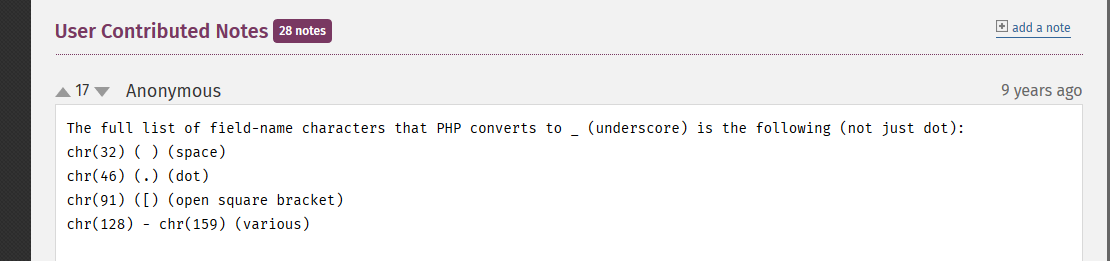 User Contributed Notes 28 notes
add a note
17 Anonymous 9 years ago
The full list of field-name characters that PHP converts to _ (underscore) is the following (not just dot):
chr(32) ( ) (space)
chr(46) (.) (dot)
chr(91) ([) (open square bracket)
chr(128) - chr(159) (various)